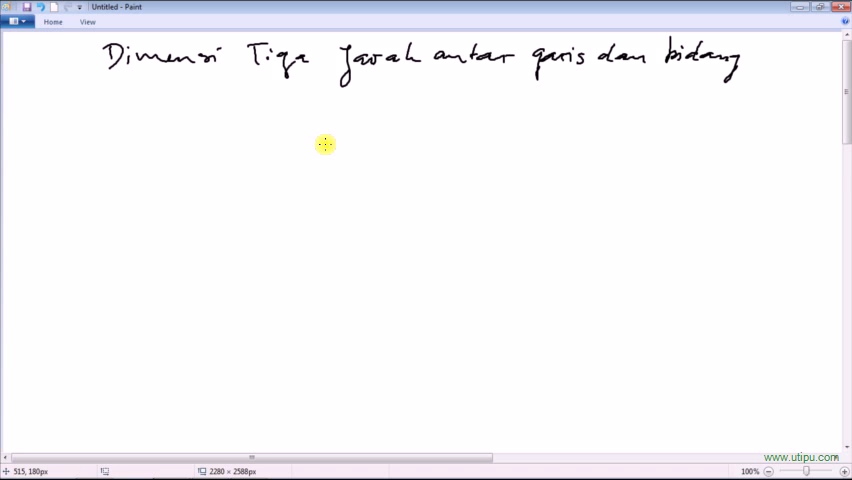 Untitled - Paint
Home View
Dimensi Tiga Jarak antar garis dan bidang
www.utipu.com
515, 180px
2280 × 2588px
100%